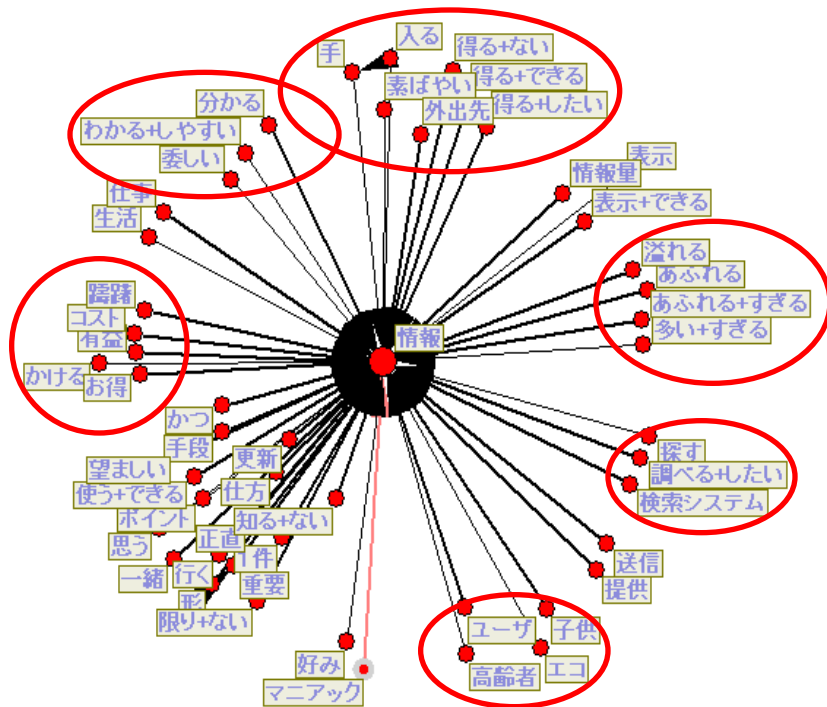 手
入る
得る+ない
得る+できる
素ばやい
得る+したい
外出先
分かる
わかる+しやすい
委しい
表示
情報量
表示+できる
仕事
生活
溢れる
あふれる
あふれる+すぎる
多い+すぎる
躊躇
コスト
有益
かける
お得
情報
かつ
手段
更新
望ましい
使う+できる
仕方
ポイント
知る+ない
思う
正直
1件
一緒
行く
重要
形
限り+ない
探す
調べる+したい
検索システム
送信
提供
ユーザ
子供
高齢者
エコ
好み
マニアック